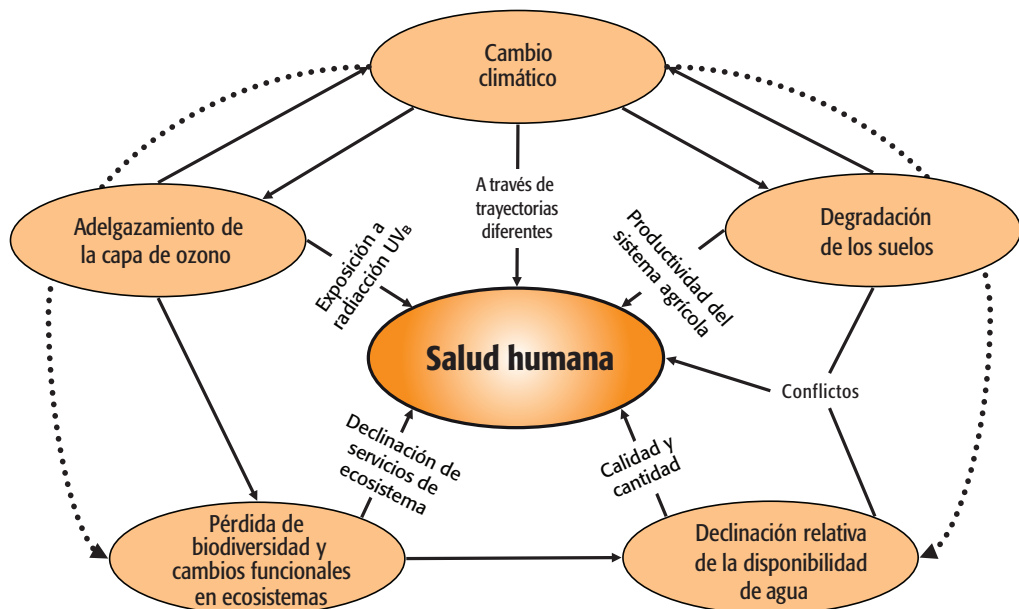 Cambio
climático
A través de
trayectorias
diferentes
Adelgazamiento de
la capa de ozono
Exposición a
radiacción UVB
Productividad del
sistema agrícola
Degradación
de los suelos
Salud humana
Conflictos
Declinación de
servicios de
ecosistema
Calidad y
cantidad
Pérdida de
biodiversidad y
cambios funcionales
en ecosistemas
Declinación relativa
de la disponibilidad
de agua